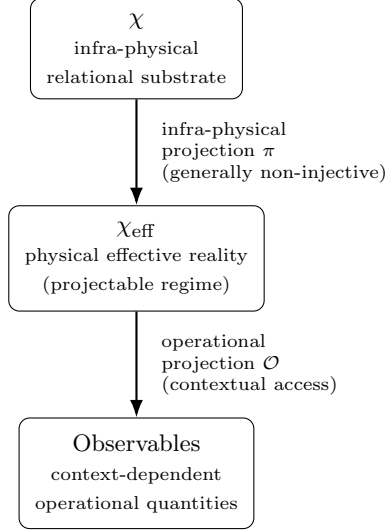 χ
infra-physical
relational substrate
infra-physical
projection π
(generally non-injective)
χeff
physical effective reality
(projectable regime)
operational
projection 𝒪
(contextual access)
Observables
context-dependent
operational quantities